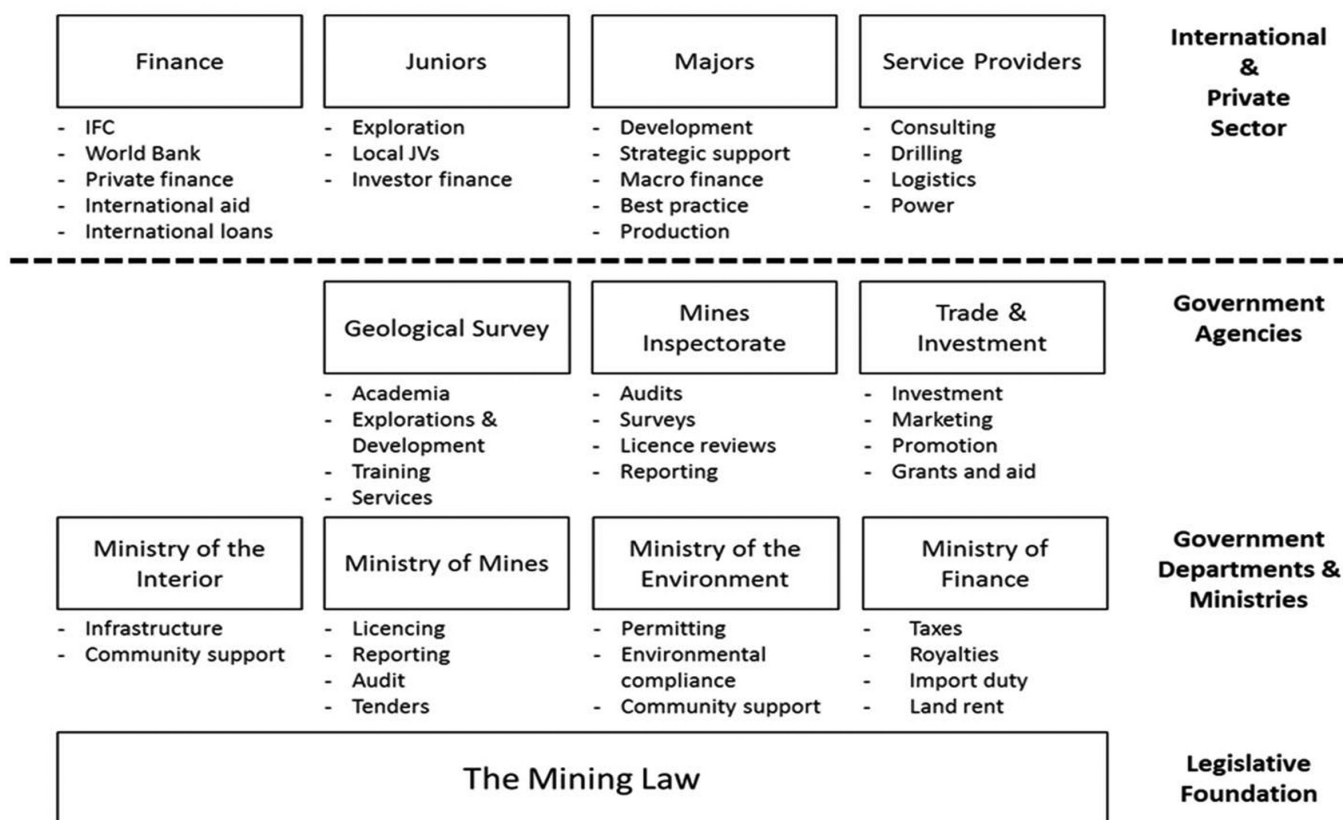 Finance
- IFC
- World Bank
- Private finance
- International aid
- International loans
Juniors
- Exploration
- Local JVs
- Investor finance
Majors
- Development
- Strategic support
- Macro finance
- Best practice
- Production
Service Providers
- Consulting
- Drilling
- Logistics
- Power
International
&
Private
Sector
Geological Survey
- Academia
- Explorations &
Development
- Training
- Services
Mines
Inspectorate
- Audits
- Surveys
- Licence reviews
- Reporting
Trade &
Investment
- Investment
- Marketing
- Promotion
- Grants and aid
Government
Agencies
Ministry of the
Interior
- Infrastructure
- Community support
Ministry of Mines
- Licencing
- Reporting
- Audit
- Tenders
Ministry of the
Environment
- Permitting
- Environmental
compliance
- Community support
Ministry of
Finance
- Taxes
- Royalties
- Import duty
- Land rent
Government
Departments &
Ministries
The Mining Law
Legislative
Foundation